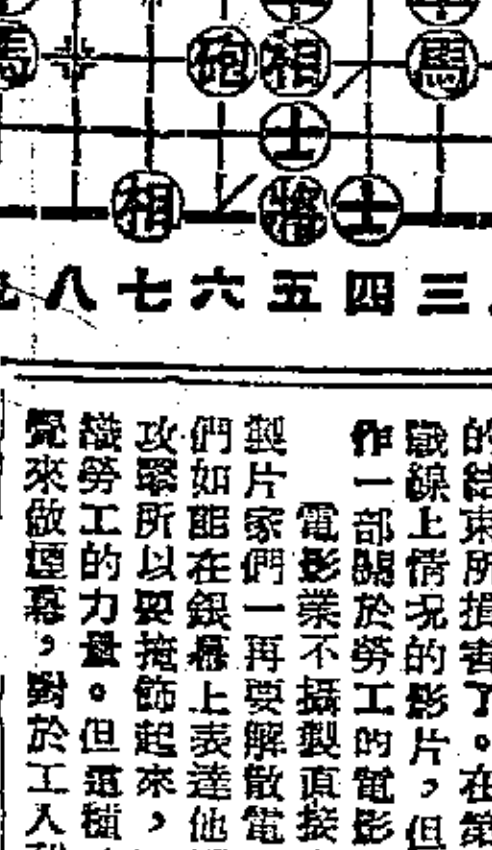 馬 砲 相 馬
士
相 將 士
八 七 六 五 四 三
的結束所損害了。在第
戰線上情况的影片，但
作一部關於勞工的電影
電影業不攝製直接
製片家們一再要解散電
們如能在銀幕上表達他
攻擊所以要掩飾起來，
識勞工的力量。但這種
覺來做煙幕，對於工人